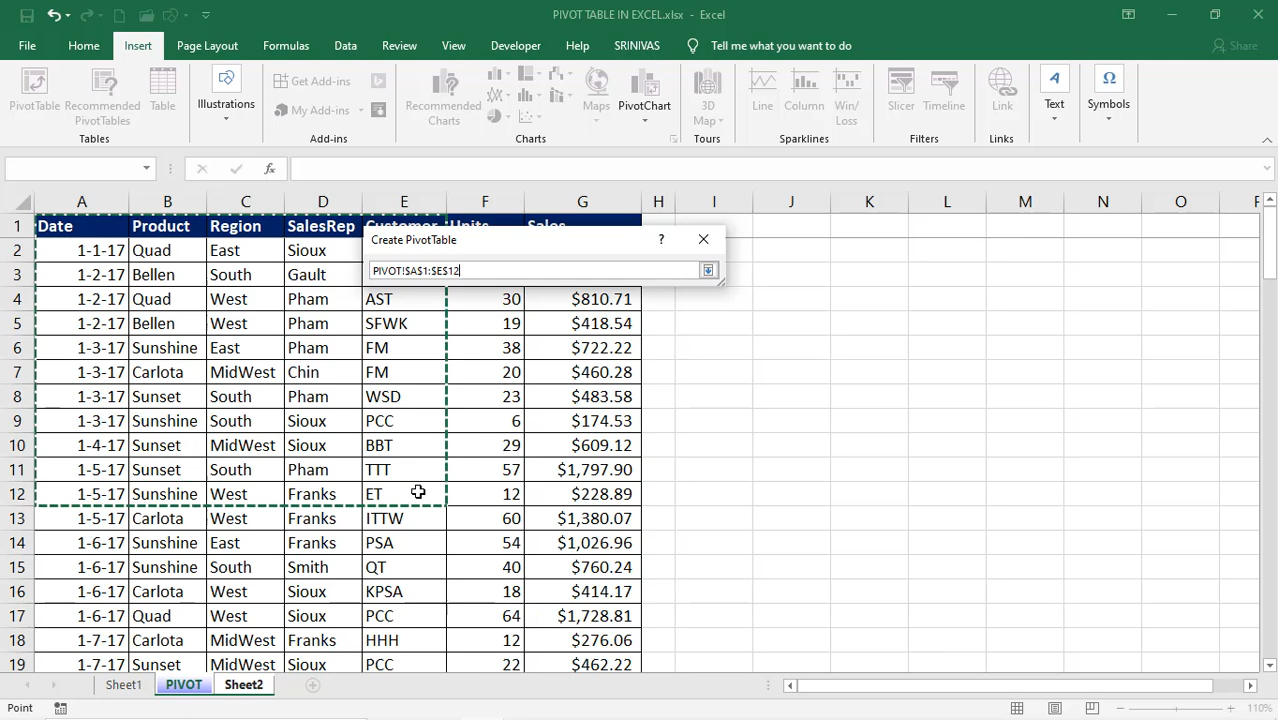 PIVOT TABLE IN EXCEL.xlsx - Excel
File Home Insert Page Layout Formulas Data Review View Developer Help SRINIVAS Tell me what you want to do Share
PivotTable Recommended PivotTables Table Illustrations Get Add-ins My Add-ins Recommended Charts Maps PivotChart 3D Map Line Column Win/Loss Slicer Timeline Link Text Symbols
Tables Add-ins Charts Tours Sparklines Filters Links
fx
A B C D E F G H I J K L M N O
1 Date Product Region SalesRep Customer Units Sales
Create PivotTable ?
PIVOT!$A$1:$E$12
2 1-1-17 Quad East Sioux
3 1-2-17 Bellen South Gault
4 1-2-17 Quad West Pham AST 30 $810.71
5 1-2-17 Bellen West Pham SFWK 19 $418.54
6 1-3-17 Sunshine East Pham FM 38 $722.22
7 1-3-17 Carlota MidWest Chin FM 20 $460.28
8 1-3-17 Sunset South Pham WSD 23 $483.58
9 1-3-17 Sunshine South Sioux PCC 6 $174.53
10 1-4-17 Sunset MidWest Sioux BBT 29 $609.12
11 1-5-17 Sunset South Pham TTT 57 $1,797.90
12 1-5-17 Sunshine West Franks ET 12 $228.89
13 1-5-17 Carlota West Franks ITTW 60 $1,380.07
14 1-6-17 Sunshine East Franks PSA 54 $1,026.96
15 1-6-17 Sunshine South Smith QT 40 $760.24
16 1-6-17 Carlota West Sioux KPSA 18 $414.17
17 1-6-17 Quad West Sioux PCC 64 $1,728.81
18 1-7-17 Carlota MidWest Franks HHH 12 $276.06
19 1-7-17 Sunset MidWest Sioux PCC 22 $462.22
Sheet1 PIVOT Sheet2
Point 110%